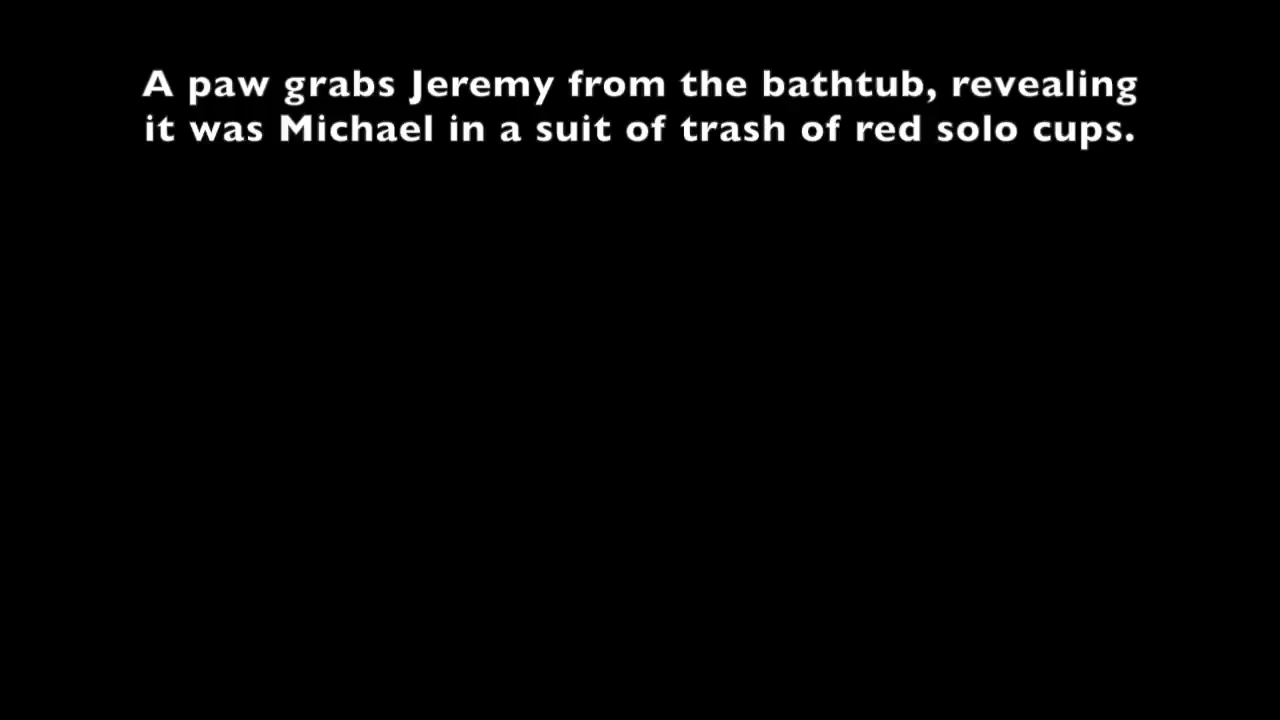 A paw grabs Jeremy from the bathtub, revealing
it was Michael in a suit of trash of red solo cups.